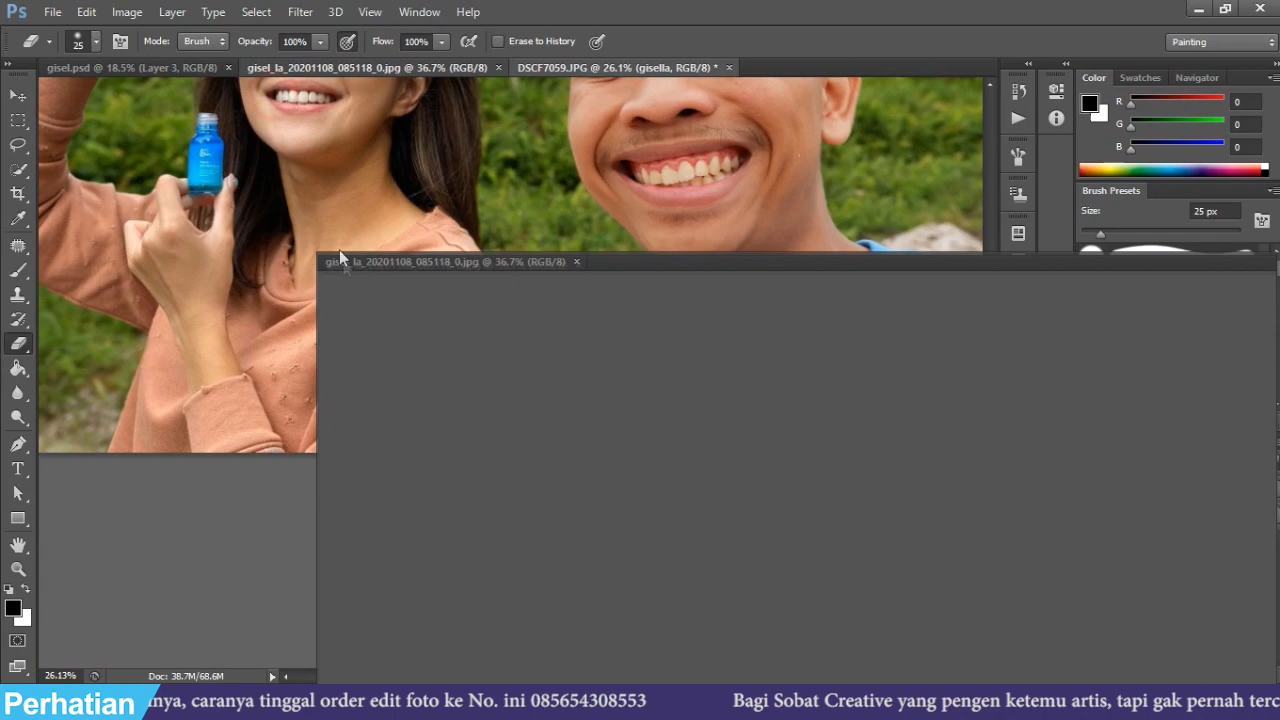 Ps File Edit Image Layer Type Select Filter 3D View Window Help
25 Mode: Brush Opacity: 100% Flow: 100% Erase to History Painting
gisel.psd @ 18.5% (Layer 3, RGB/8) × gisel_la_20201108_085118_0.jpg @ 36.7% (RGB/8) × DSCF7059.JPG @ 26.1% (gisella, RGB/8) * ×
Color Swatches Navigator
R 0
G 0
B 0
Brush Presets
Size: 25 px
gisel_la_20201108_085118_0.jpg @ 36.7% (RGB/8) ×
T
26.13% Doc: 38.7M/68.6M
Perhatian nya, caranya tinggal order edit foto ke No. ini 085654308553 Bagi Sobat Creative yang pengen ketemu artis, tapi gak pernah terc